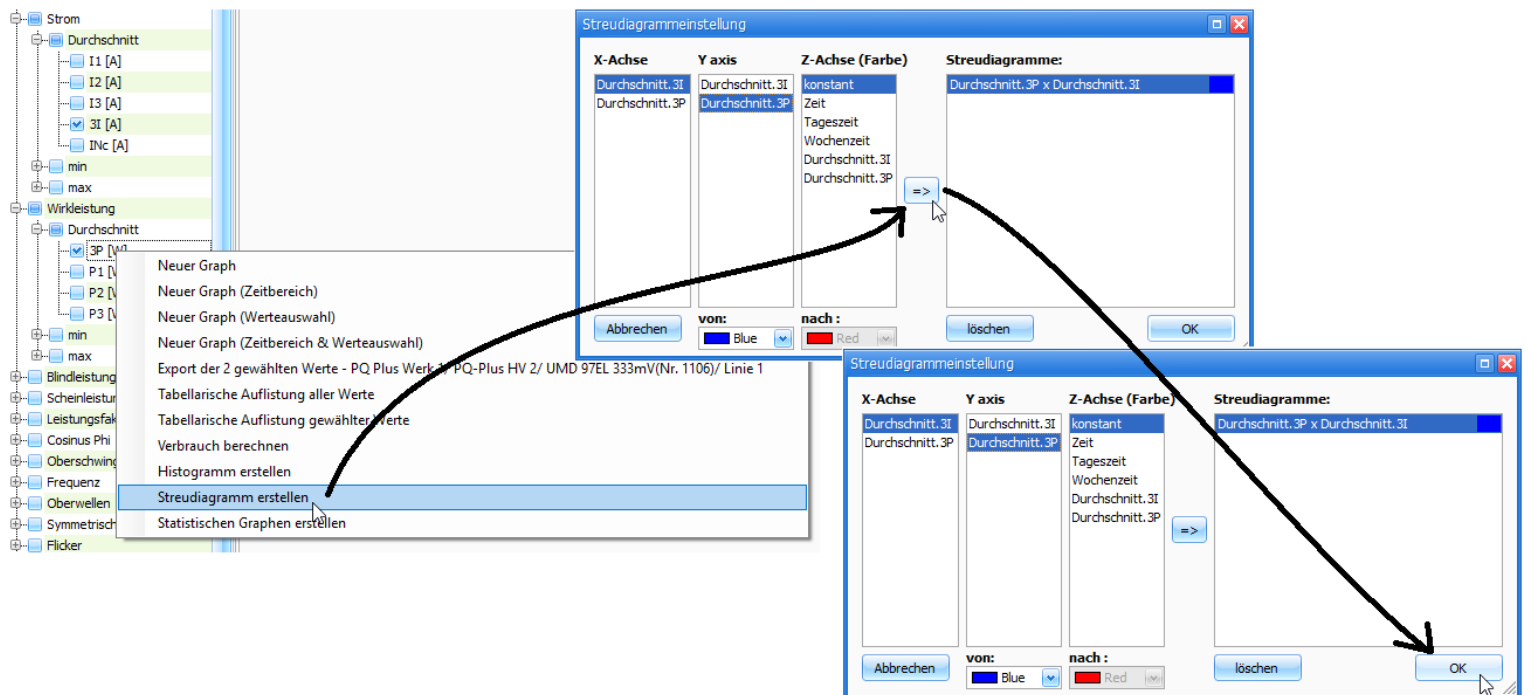 Strom
Durchschnitt
I1 [A]
I2 [A]
I3 [A]
3I [A]
INc [A]
min
max
Wirkleistung
Durchschnitt
3P [W]
P1 [W
P2 [W
P3 [W
min
max
Blindleistung
Scheinleistun
Leistungsfak
Cosinus Phi
Oberschwing
Frequenz
Oberwellen
Symmetrisch
Flicker
Neuer Graph
Neuer Graph (Zeitbereich)
Neuer Graph (Werteauswahl)
Neuer Graph (Zeitbereich & Werteauswahl)
Export der 2 gewählten Werte - PQ Plus Werk 1/ PQ-Plus HV 2/ UMD 97EL 333mV(Nr. 1106)/ Linie 1
Tabellarische Auflistung aller Werte
Tabellarische Auflistung gewählter Werte
Verbrauch berechnen
Histogramm erstellen
Streudiagramm erstellen
Statistischen Graphen erstellen
Streudiagrammeinstellung
X-Achse Y axis Z-Achse (Farbe) Streudiagramme:
Durchschnitt.3I Durchschnitt.3I konstant Durchschnitt.3P x Durchschnitt.3I
Durchschnitt.3P Durchschnitt.3P Zeit
Tageszeit
Wochenzeit
Durchschnitt.3I
Durchschnitt.3P
=>
von: nach :
Abbrechen Blue Red löschen OK
Streudiagrammeinstellung
X-Achse Y axis Z-Achse (Farbe) Streudiagramme:
Durchschnitt.3I Durchschnitt.3I konstant Durchschnitt.3P x Durchschnitt.3I
Durchschnitt.3P Durchschnitt.3P Zeit
Tageszeit
Wochenzeit
Durchschnitt.3I
Durchschnitt.3P
=>
von: nach :
Abbrechen Blue Red löschen OK